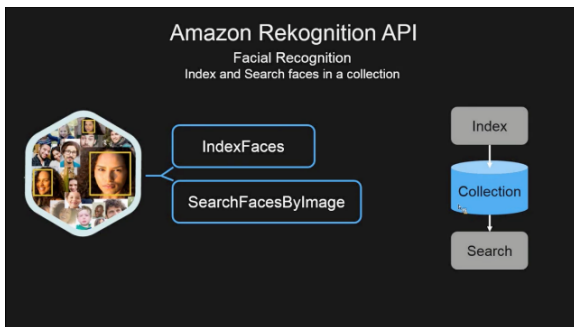 Amazon Rekognition API
Facial Recognition
Index and Search faces in a collection
IndexFaces
SearchFacesByImage
Index
Collection
Search